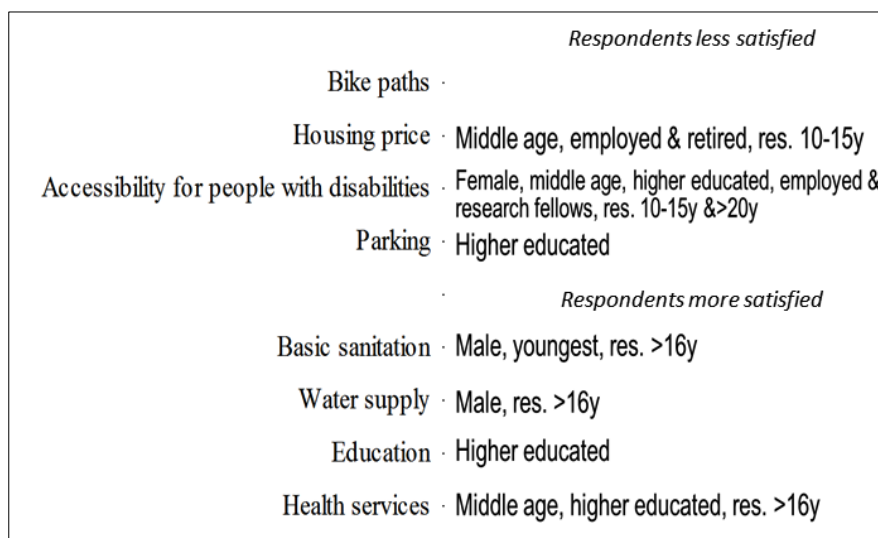 Respondents less satisfied
Bike paths
Housing price Middle age, employed & retired, res. 10-15y
Accessibility for people with disabilities Female, middle age, higher educated, employed &
research fellows, res. 10-15y &>20y
Parking Higher educated
Respondents more satisfied
Basic sanitation Male, youngest, res. >16y
Water supply Male, res. >16y
Education Higher educated
Health services Middle age, higher educated, res. >16y